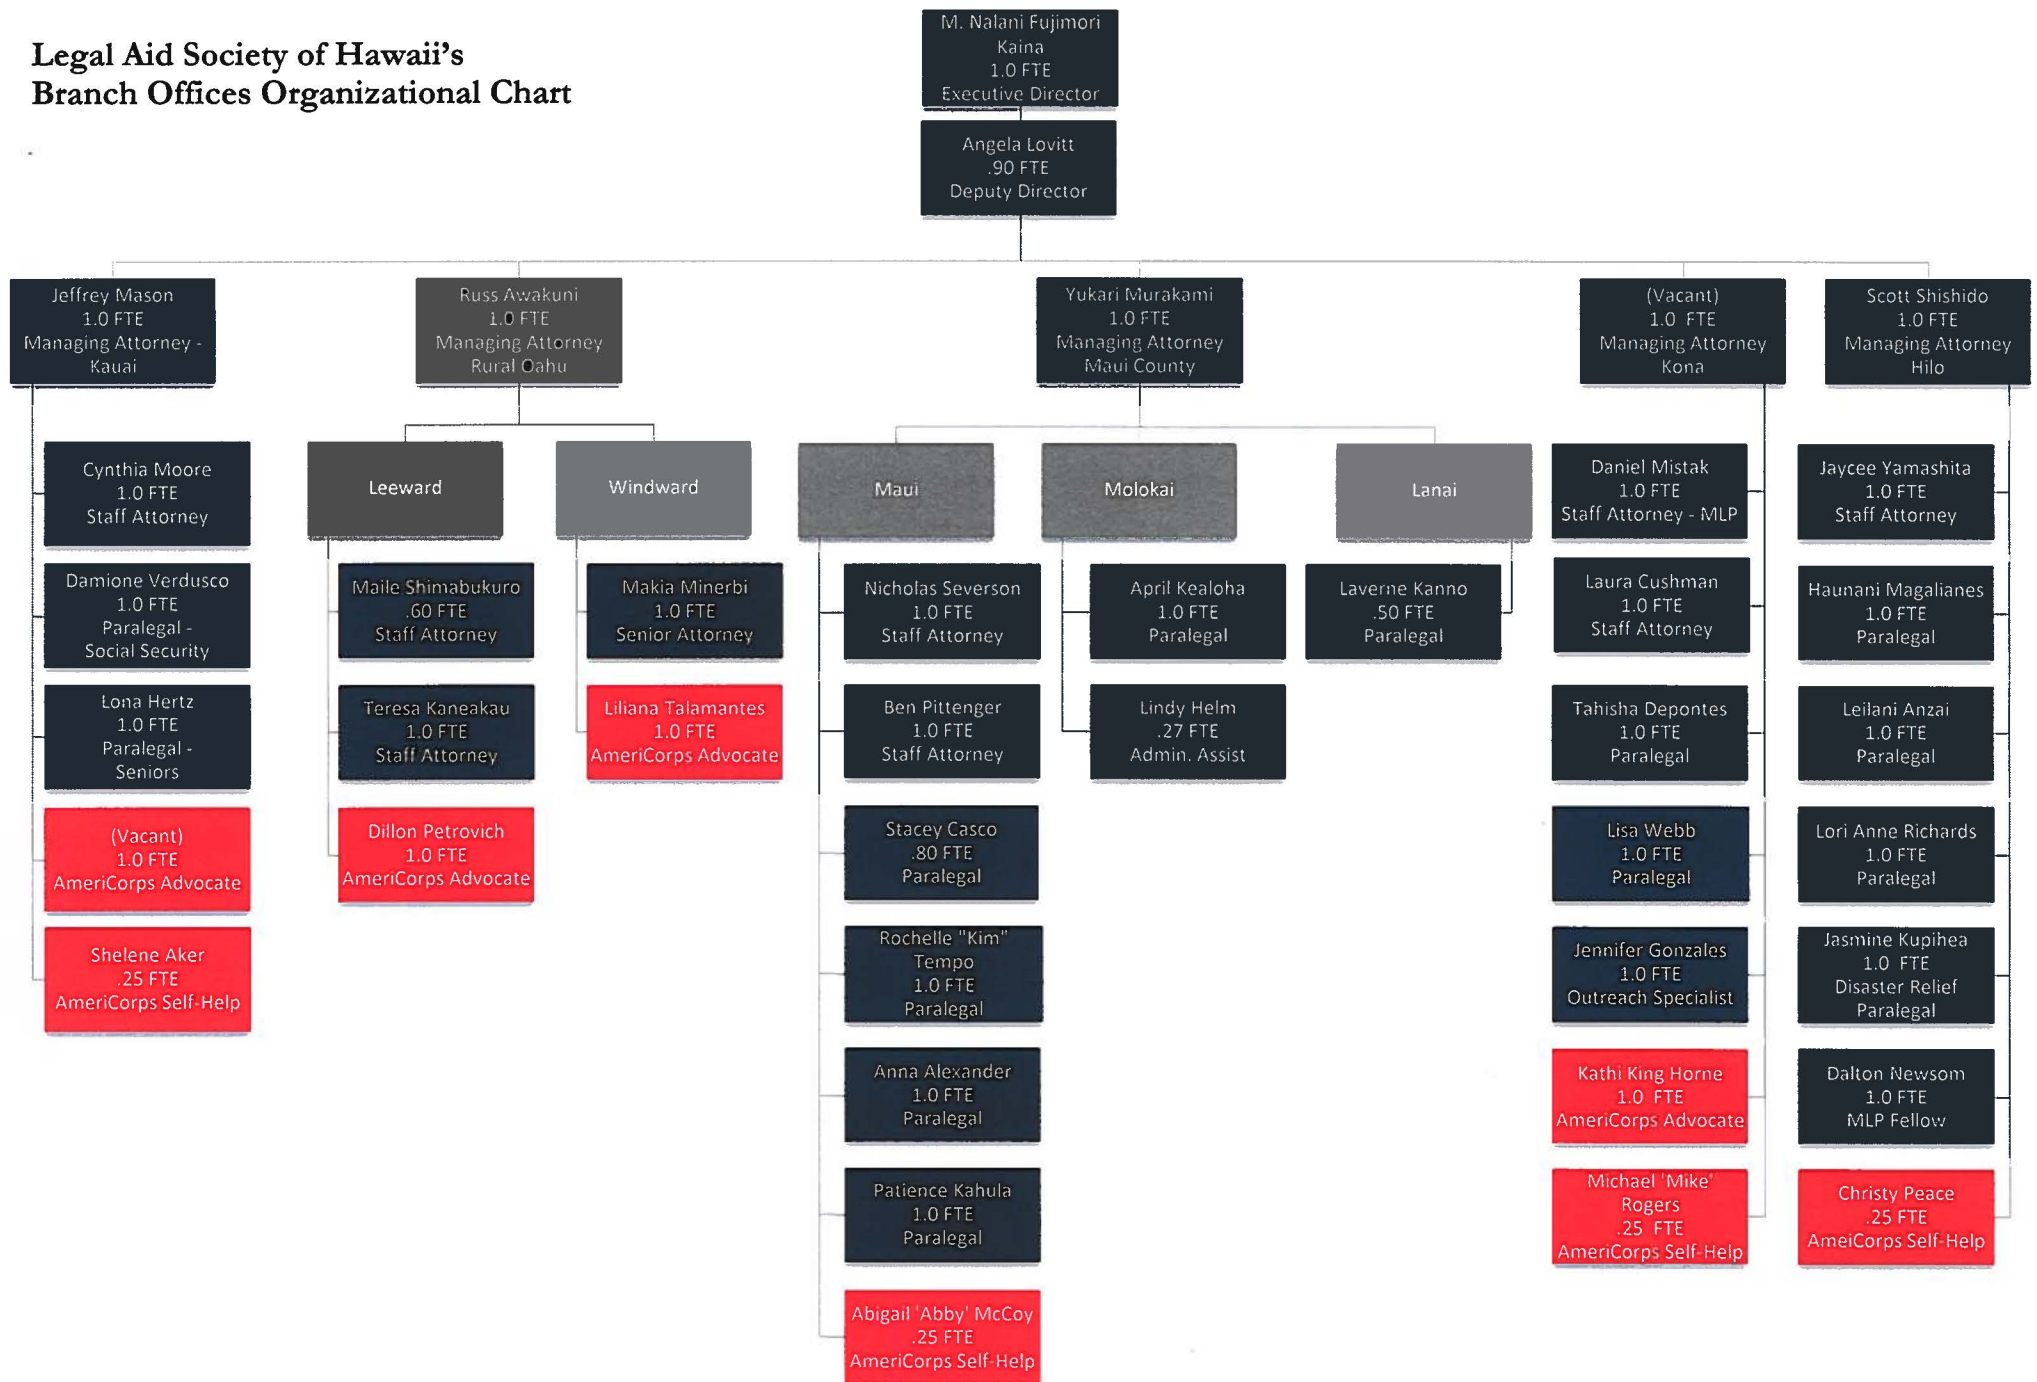 Legal Aid Society of Hawaii's
Branch Offices Organizational Chart
M. Nalani Fujimori
Kaina
1.0 FTE
Executive Director
Angela Lovitt
.90 FTE
Deputy Director
Jeffrey Mason
1.0 FTE
Managing Attorney -
Kauai
Cynthia Moore
1.0 FTE
Staff Attorney
Damione Verdusco
1.0 FTE
Paralegal -
Social Security
Lona Hertz
1.0 FTE
Paralegal -
Seniors
(Vacant)
1.0 FTE
AmeriCorps Advocate
Shelene Aker
.25 FTE
AmeriCorps Self-Help
Russ Awakuni
1.0 FTE
Managing Attorney
Rural Oahu
Leeward
Maile Shimabukuro
.60 FTE
Staff Attorney
Teresa Kaneakau
1.0 FTE
Staff Attorney
Dillon Petrovich
1.0 FTE
AmeriCorps Advocate
Windward
Makia Minerbi
1.0 FTE
Senior Attorney
Liliana Talamantes
1.0 FTE
AmeriCorps Advocate
Yukari Murakami
1.0 FTE
Managing Attorney
Maui County
Maui
Nicholas Severson
1.0 FTE
Staff Attorney
Ben Pittenger
1.0 FTE
Staff Attorney
Stacey Casco
.80 FTE
Paralegal
Rochelle "Kim"
Tempo
1.0 FTE
Paralegal
Anna Alexander
1.0 FTE
Paralegal
Patience Kahula
1.0 FTE
Paralegal
Abigail 'Abby' McCoy
.25 FTE
AmeriCorps Self-Help
Molokai
April Kealoha
1.0 FTE
Paralegal
Lindy Helm
.27 FTE
Admin. Assist
Lanai
Laverne Kanno
.50 FTE
Paralegal
(Vacant)
1.0 FTE
Managing Attorney
Kona
Daniel Mistak
1.0 FTE
Staff Attorney - MLP
Laura Cushman
1.0 FTE
Staff Attorney
Tahisha Depontes
1.0 FTE
Paralegal
Lisa Webb
1.0 FTE
Paralegal
Jennifer Gonzales
1.0 FTE
Outreach Specialist
Kathi King Horne
1.0 FTE
AmeriCorps Advocate
Michael 'Mike'
Rogers
.25 FTE
AmeriCorps Self-Help
Scott Shishido
1.0 FTE
Managing Attorney
Hilo
Jaycee Yamashita
1.0 FTE
Staff Attorney
Haunani Magalianes
1.0 FTE
Paralegal
Leilani Anzai
1.0 FTE
Paralegal
Lori Anne Richards
1.0 FTE
Paralegal
Jasmine Kupihea
1.0 FTE
Disaster Relief
Paralegal
Dalton Newsom
1.0 FTE
MLP Fellow
Christy Peace
.25 FTE
AmeiCorps Self-Help